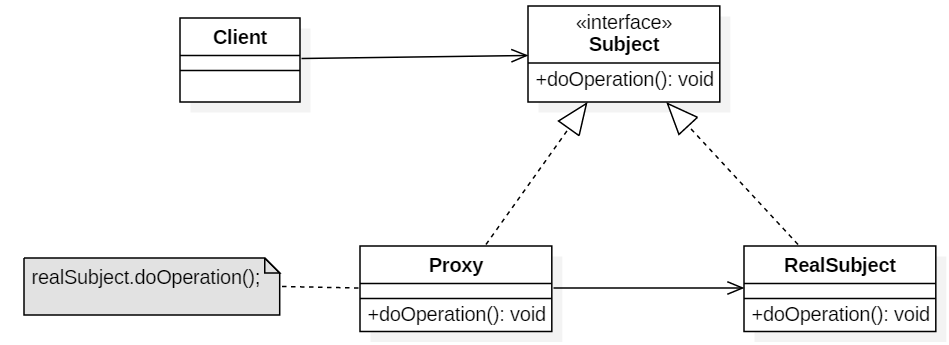 Client
«interface»
Subject
+doOperation(): void
realSubject.doOperation();
Proxy
+doOperation(): void
RealSubject
+doOperation(): void